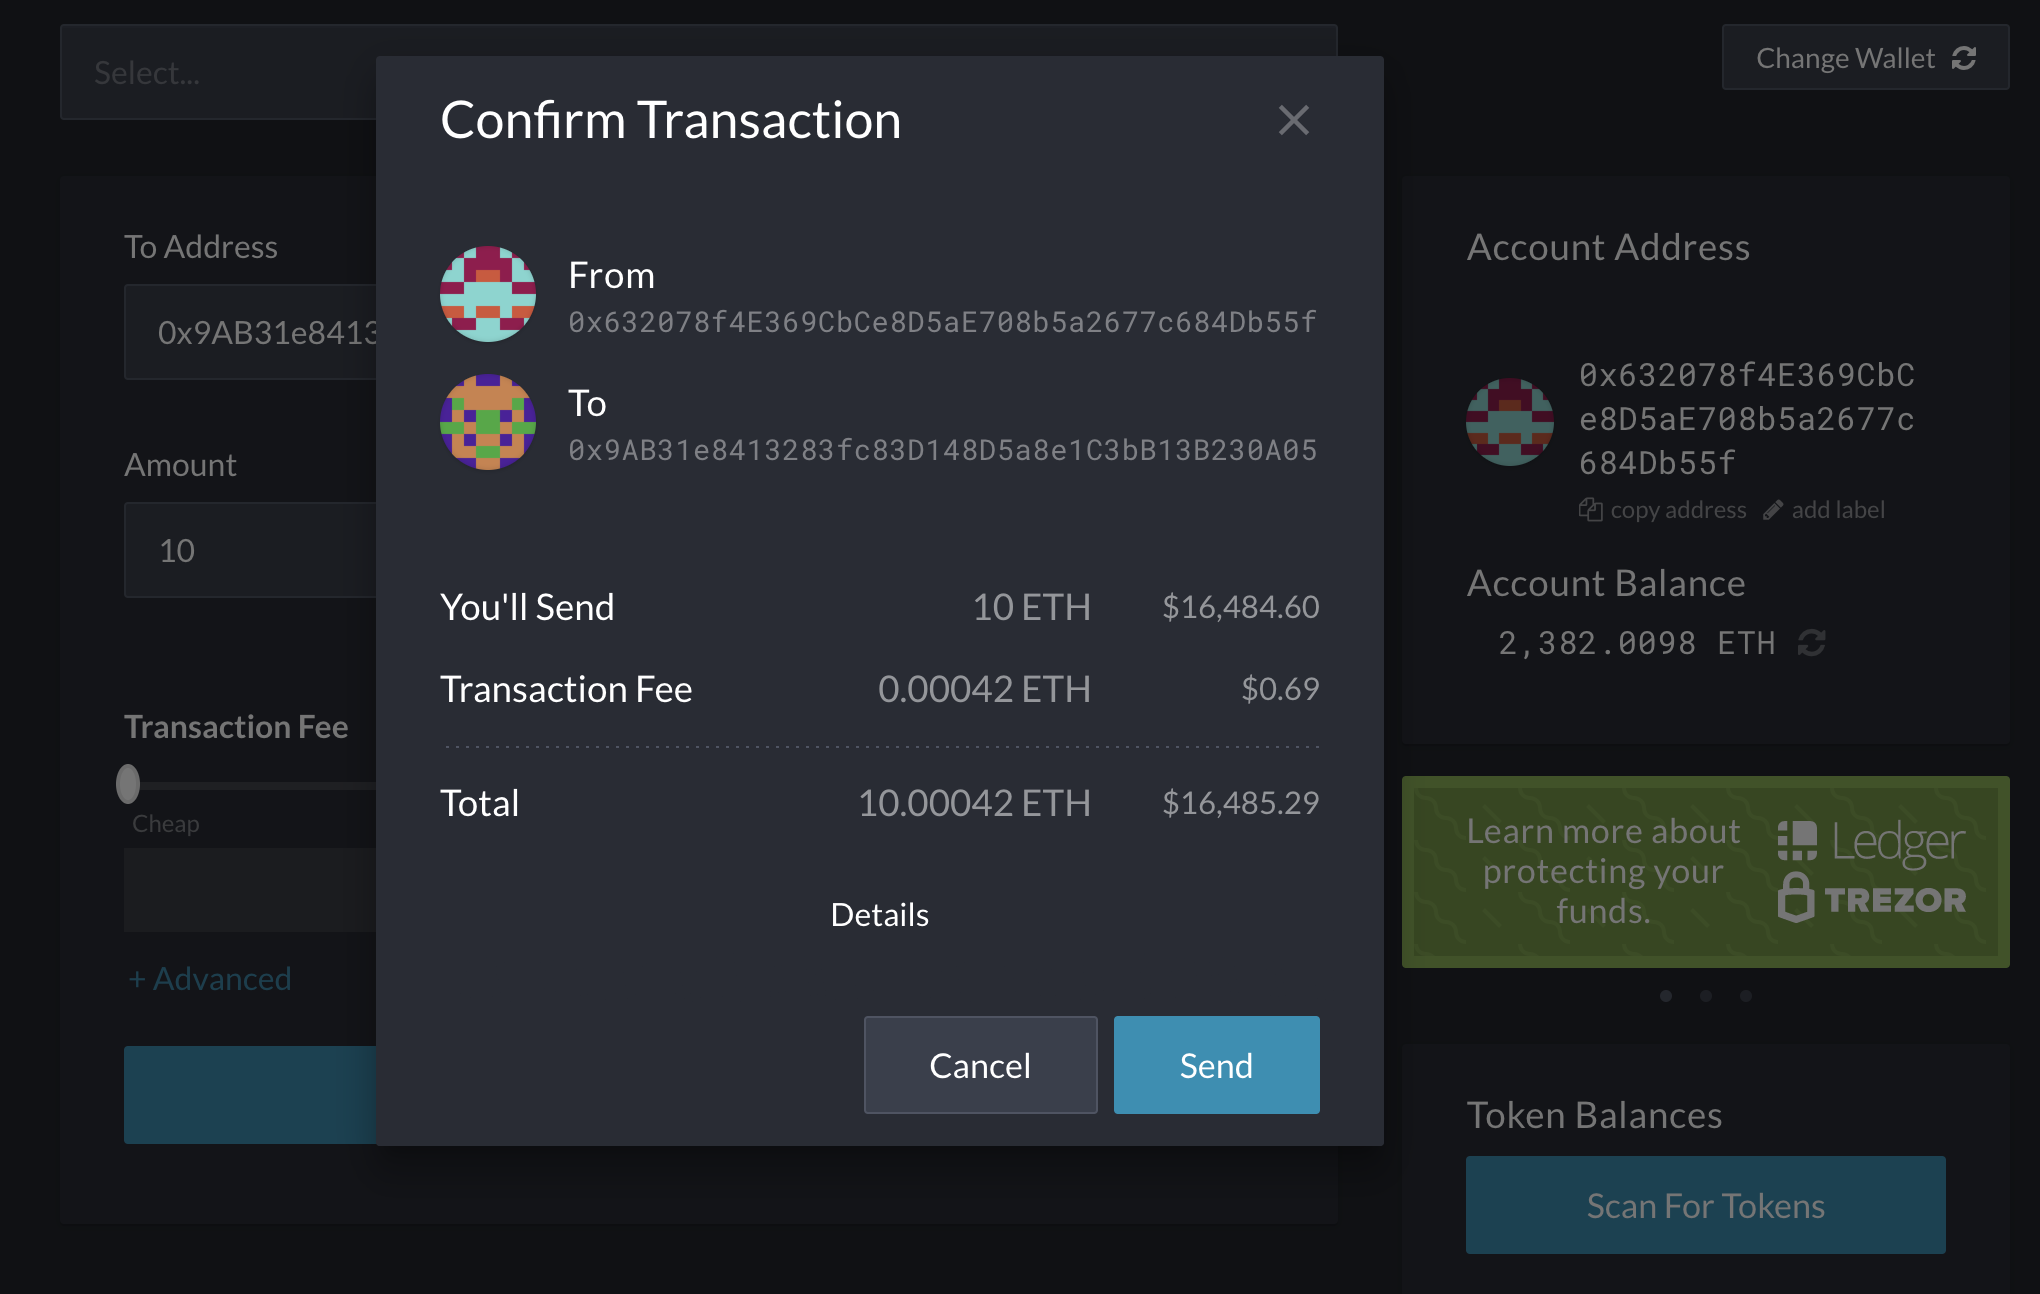 Select...
Change Wallet
Confirm Transaction
To Address
0x9AB31e8413
Amount
10
Transaction Fee
Cheap
+ Advanced
From
0x632078f4E369CbCe8D5aE708b5a2677c684Db55f
To
0x9AB31e8413283fc83D148D5a8e1C3bB13B230A05
You'll Send 10 ETH $16,484.60
Transaction Fee 0.00042 ETH $0.69
Total 10.00042 ETH $16,485.29
Details
Cancel Send
Account Address
0x632078f4E369CbC
e8D5aE708b5a2677c
684Db55f
copy address add label
Account Balance
2,382.0098 ETH
Learn more about
protecting your
funds.
Ledger
TREZOR
Token Balances
Scan For Tokens